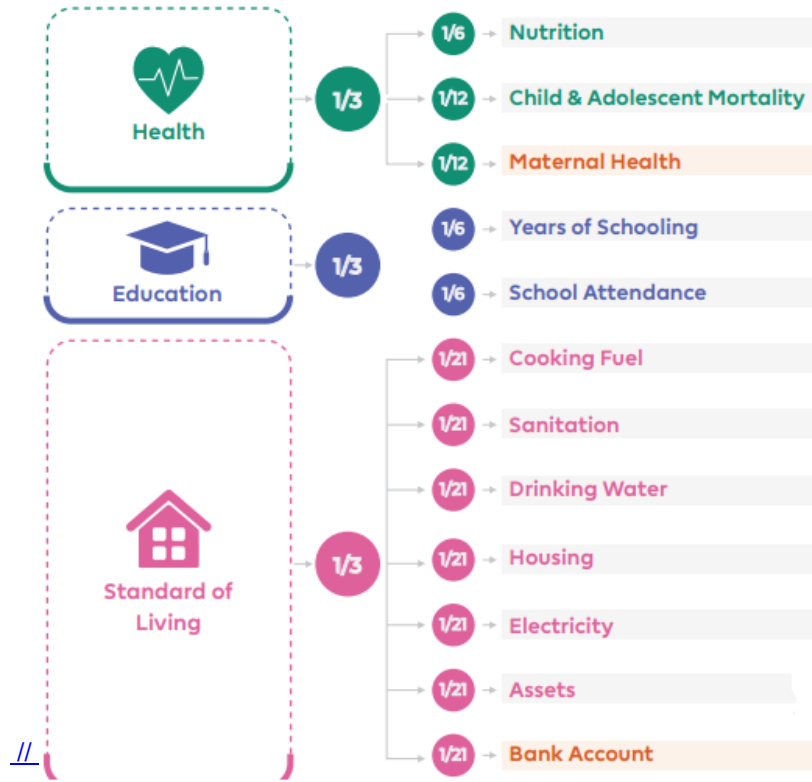 Health
1/3
1/6 Nutrition
1/12 Child & Adolescent Mortality
1/12 Maternal Health
Education
1/3
1/6 Years of Schooling
1/6 School Attendance
Standard of
Living
1/3
1/21 Cooking Fuel
1/21 Sanitation
1/21 Drinking Water
1/21 Housing
1/21 Electricity
1/21 Assets
1/21 Bank Account
//